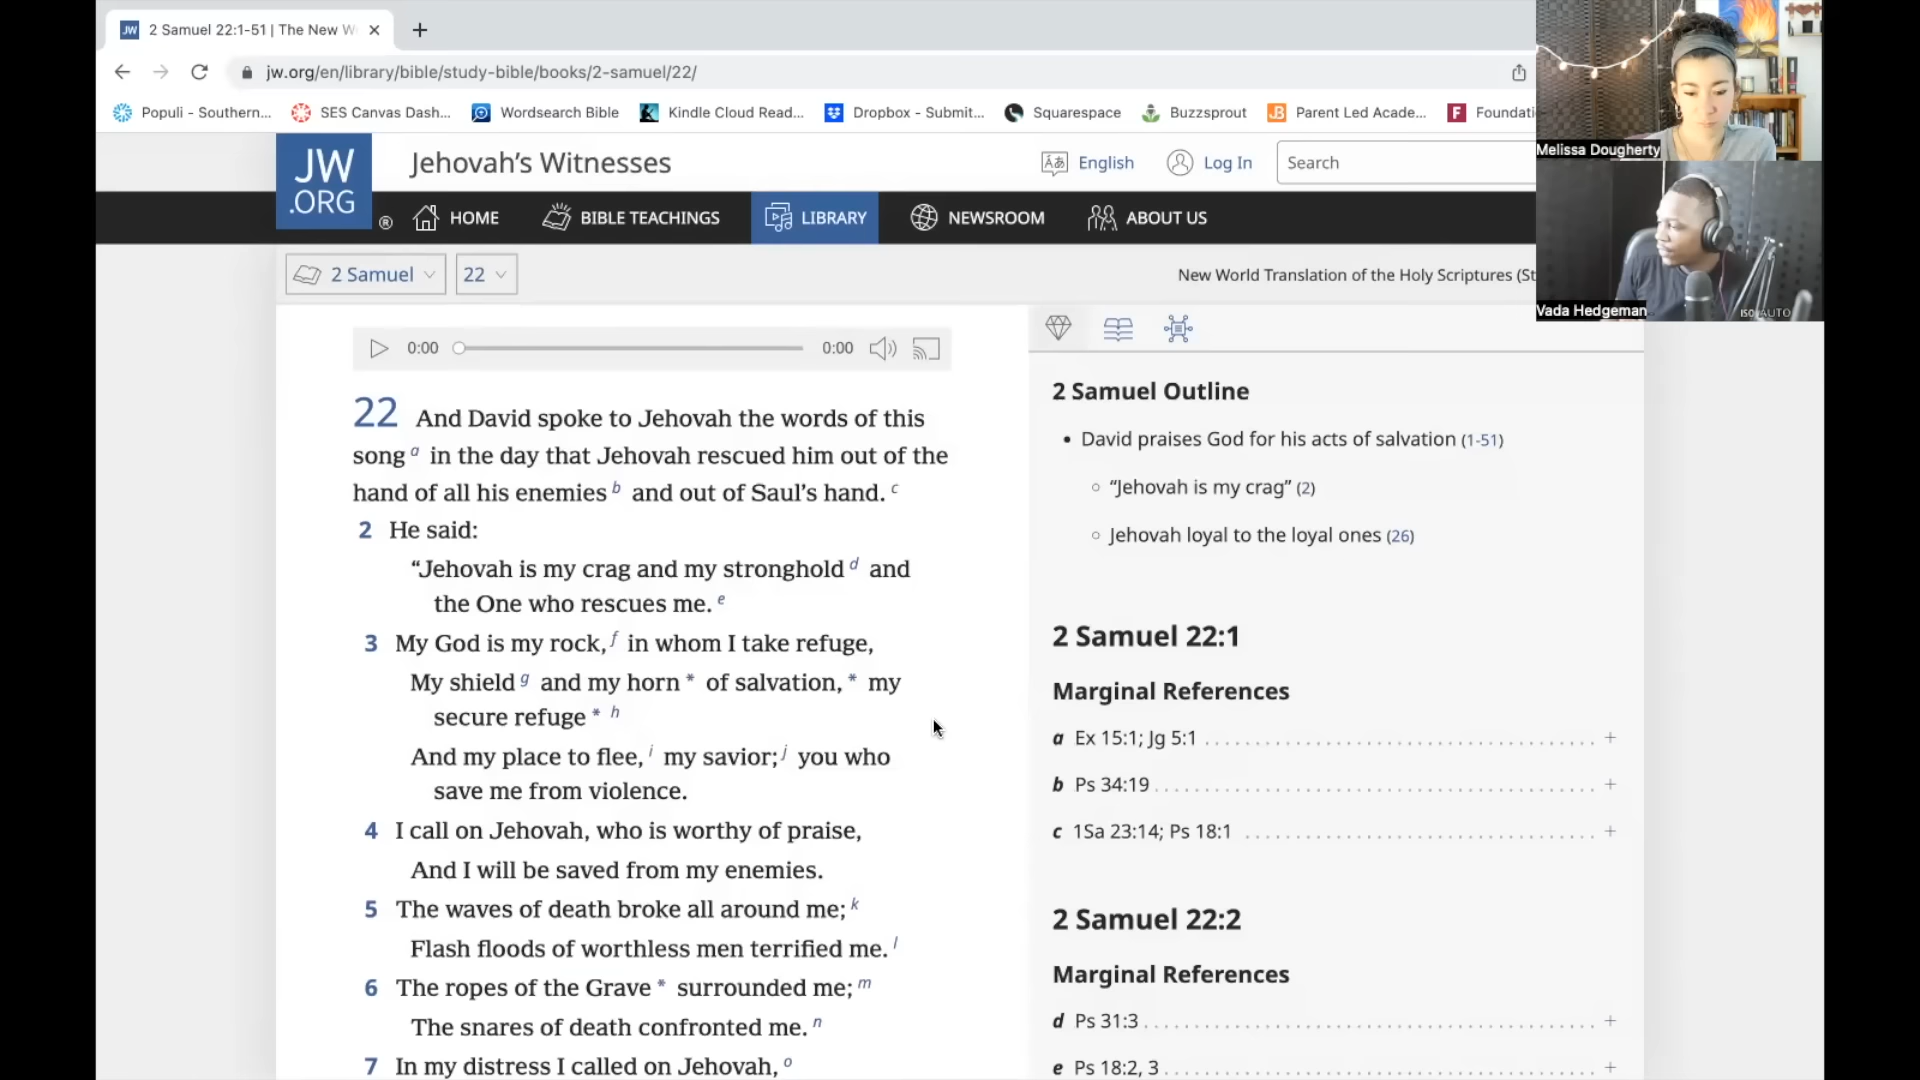 JW 2 Samuel 22:1-51 | The New W
jw.org/en/library/bible/study-bible/books/2-samuel/22/
Populi - Southern... SES Canvas Dash... Wordsearch Bible Kindle Cloud Read... Dropbox - Submit... Squarespace Buzzsprout Parent Led Acade... Foundati
JW
.ORG
®
Jehovah's Witnesses
English
Log In
Search
HOME BIBLE TEACHINGS LIBRARY NEWSROOM ABOUT US
2 Samuel 22
New World Translation of the Holy Scriptures (St
Melissa Dougherty
Vada Hedgeman
ISO AUTO
0:00 0:00
22 And David spoke to Jehovah the words of this
song a in the day that Jehovah rescued him out of the
hand of all his enemies b and out of Saul's hand. c
2 He said:
“Jehovah is my crag and my stronghold d and
the One who rescues me. e
3 My God is my rock, f in whom I take refuge,
My shield g and my horn * of salvation, * my
secure refuge * h
And my place to flee, i my savior; j you who
save me from violence.
4 I call on Jehovah, who is worthy of praise,
And I will be saved from my enemies.
5 The waves of death broke all around me; k
Flash floods of worthless men terrified me. l
6 The ropes of the Grave * surrounded me; m
The snares of death confronted me. n
7 In my distress I called on Jehovah, o
2 Samuel Outline
• David praises God for his acts of salvation (1-51)
○ “Jehovah is my crag” (2)
○ Jehovah loyal to the loyal ones (26)
2 Samuel 22:1
Marginal References
a Ex 15:1; Jg 5:1 +
b Ps 34:19 +
c 1Sa 23:14; Ps 18:1 +
2 Samuel 22:2
Marginal References
d Ps 31:3 +
e Ps 18:2, 3 +